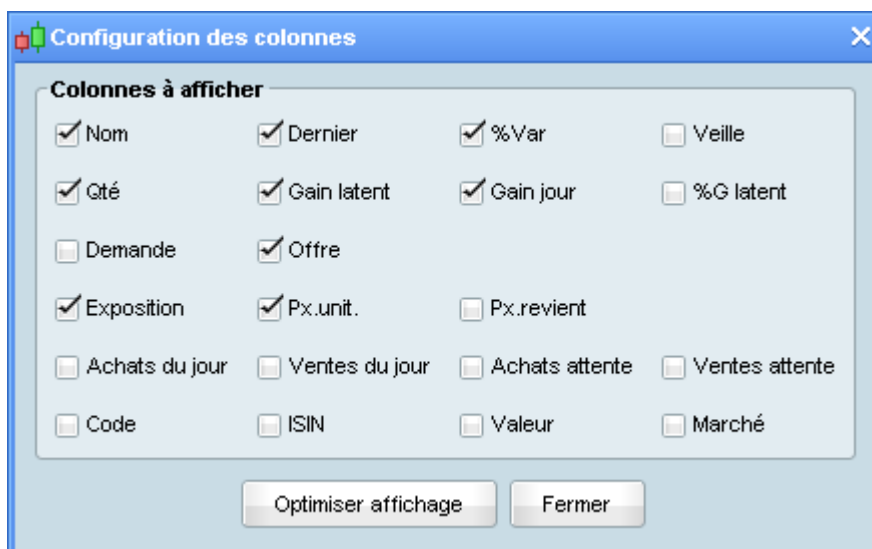 Configuration des colonnes
Colonnes à afficher
Nom Dernier %Var Veille
Qté Gain latent Gain jour %G latent
Demande Offre
Exposition Px.unit. Px.revient
Achats du jour Ventes du jour Achats attente Ventes attente
Code ISIN Valeur Marché
Optimiser affichage Fermer